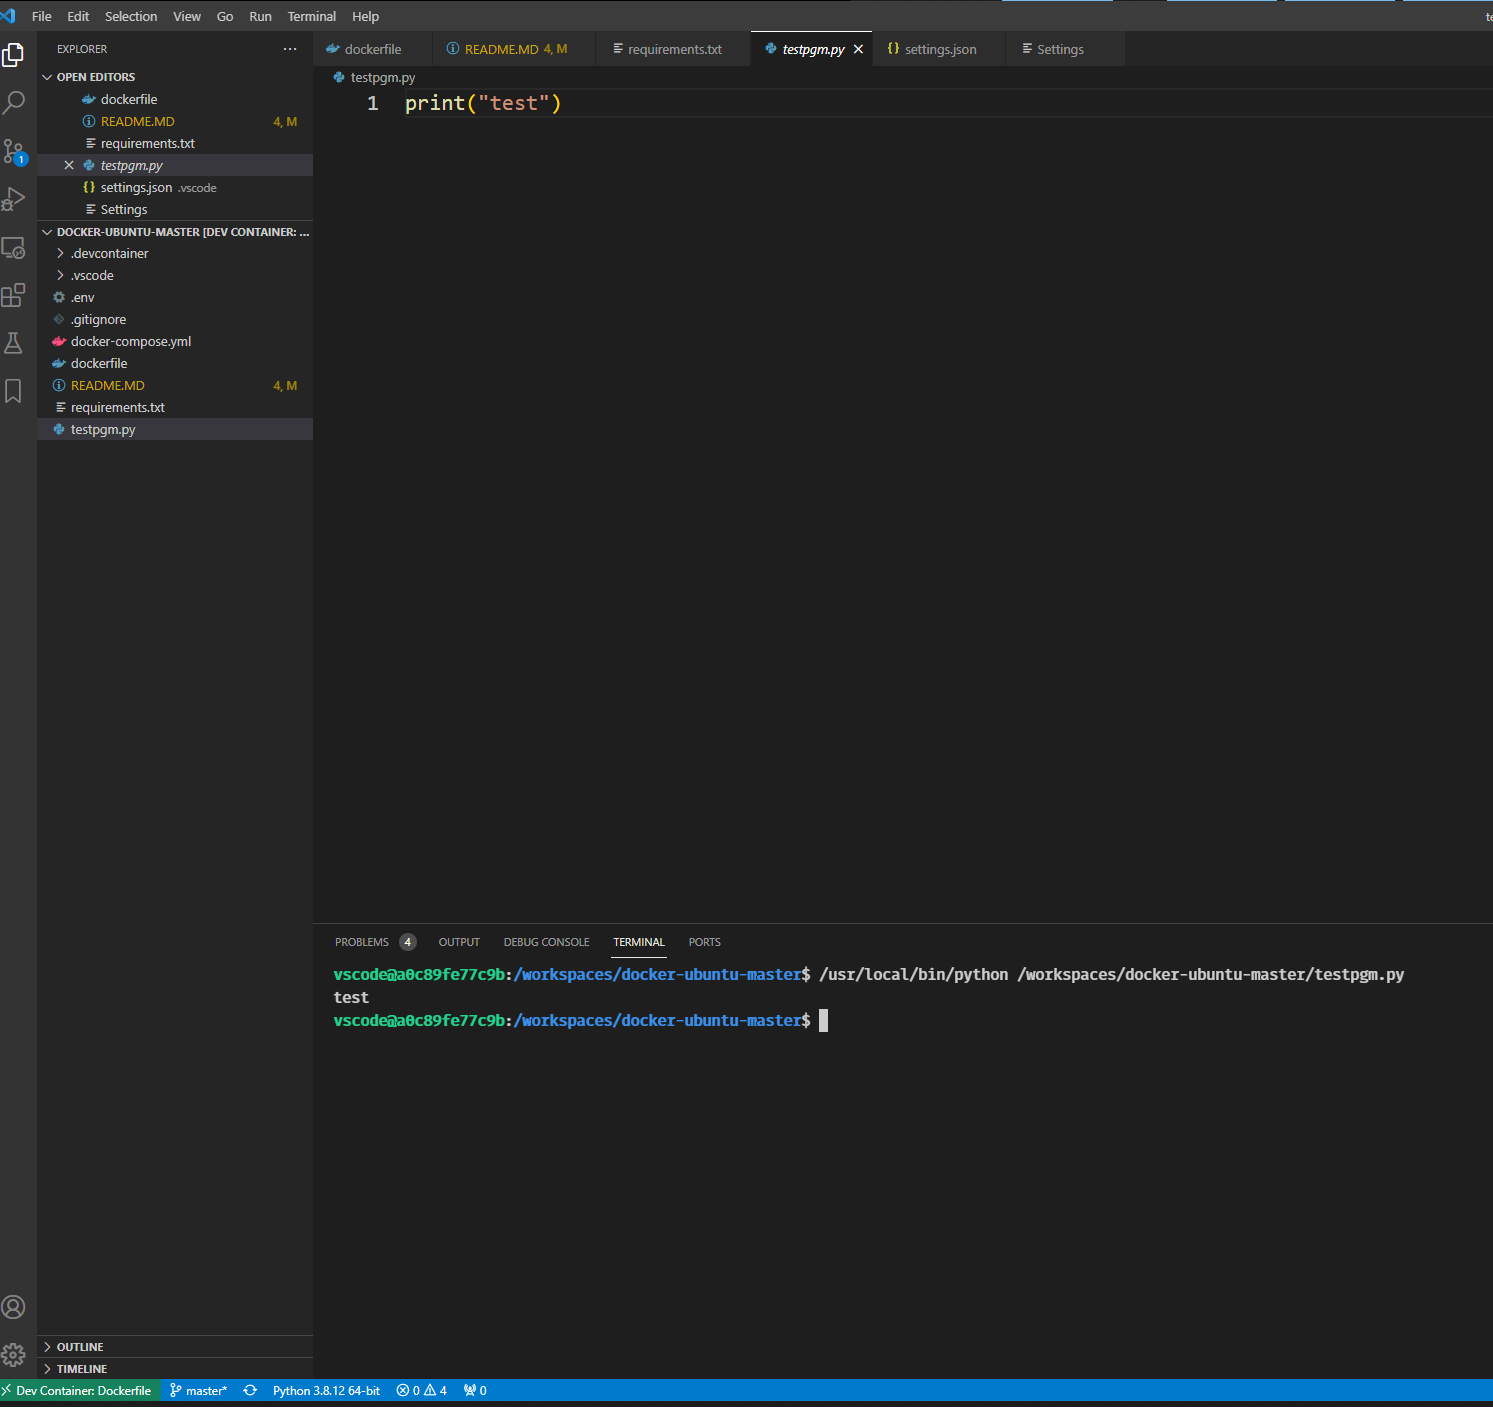 File Edit Selection View Go Run Terminal Help
EXPLORER ...
dockerfile README.MD 4, M requirements.txt testpgm.py settings.json Settings
OPEN EDITORS
dockerfile
README.MD 4, M
requirements.txt
testpgm.py
settings.json .vscode
Settings
DOCKER-UBUNTU-MASTER [DEV CONTAINER: ...
.devcontainer
.vscode
.env
.gitignore
docker-compose.yml
dockerfile
README.MD 4, M
requirements.txt
testpgm.py
OUTLINE
TIMELINE
1
testpgm.py
1 print("test")
PROBLEMS 4 OUTPUT DEBUG CONSOLE TERMINAL PORTS
vscode@a0c89fe77c9b:/workspaces/docker-ubuntu-master$ /usr/local/bin/python /workspaces/docker-ubuntu-master/testpgm.py
test
vscode@a0c89fe77c9b:/workspaces/docker-ubuntu-master$
Dev Container: Dockerfile master* Python 3.8.12 64-bit 0 4 0